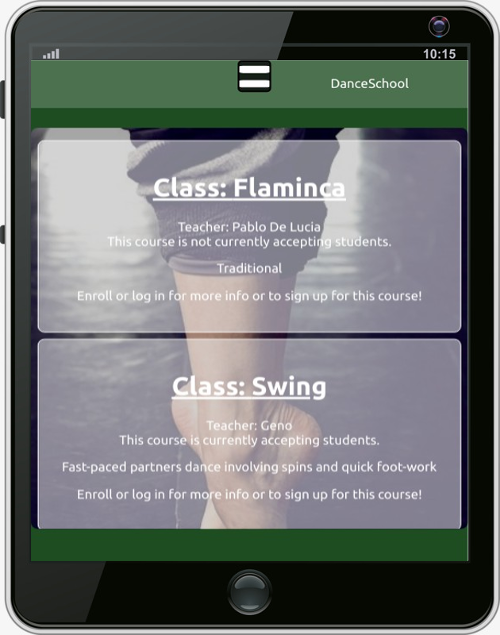 10:15
DanceSchool
Class: Flaminca
Teacher: Pablo De Lucia
This course is not currently accepting students.
Traditional
Enroll or log in for more info or to sign up for this course!
Class: Swing
Teacher: Geno
This course is currently accepting students.
Fast-paced partners dance involving spins and quick foot-work
Enroll or log in for more info or to sign up for this course!